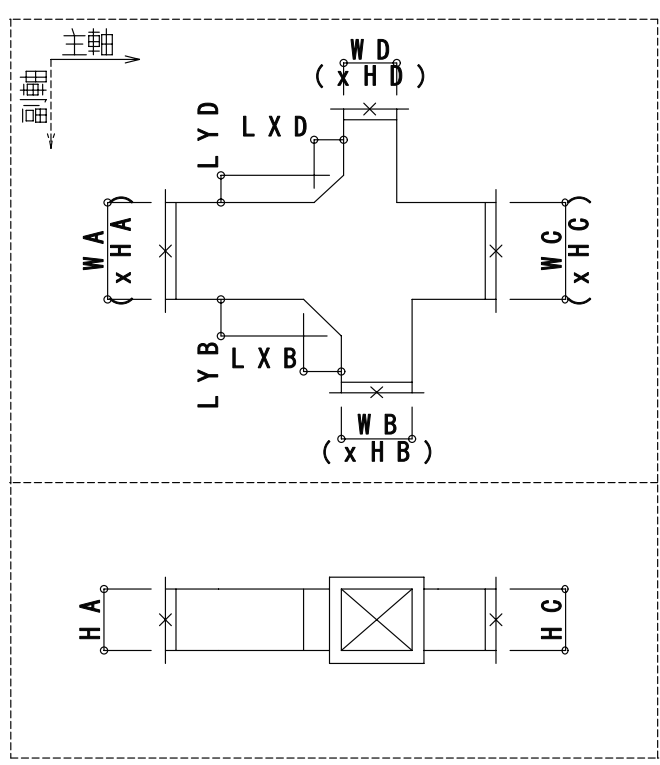 主軸
副軸
WD
(xHD)
LYD
LXD
WA
(xHA)
WC
(xHC)
LXB
LYB
WB
(xHB)
HA
HC